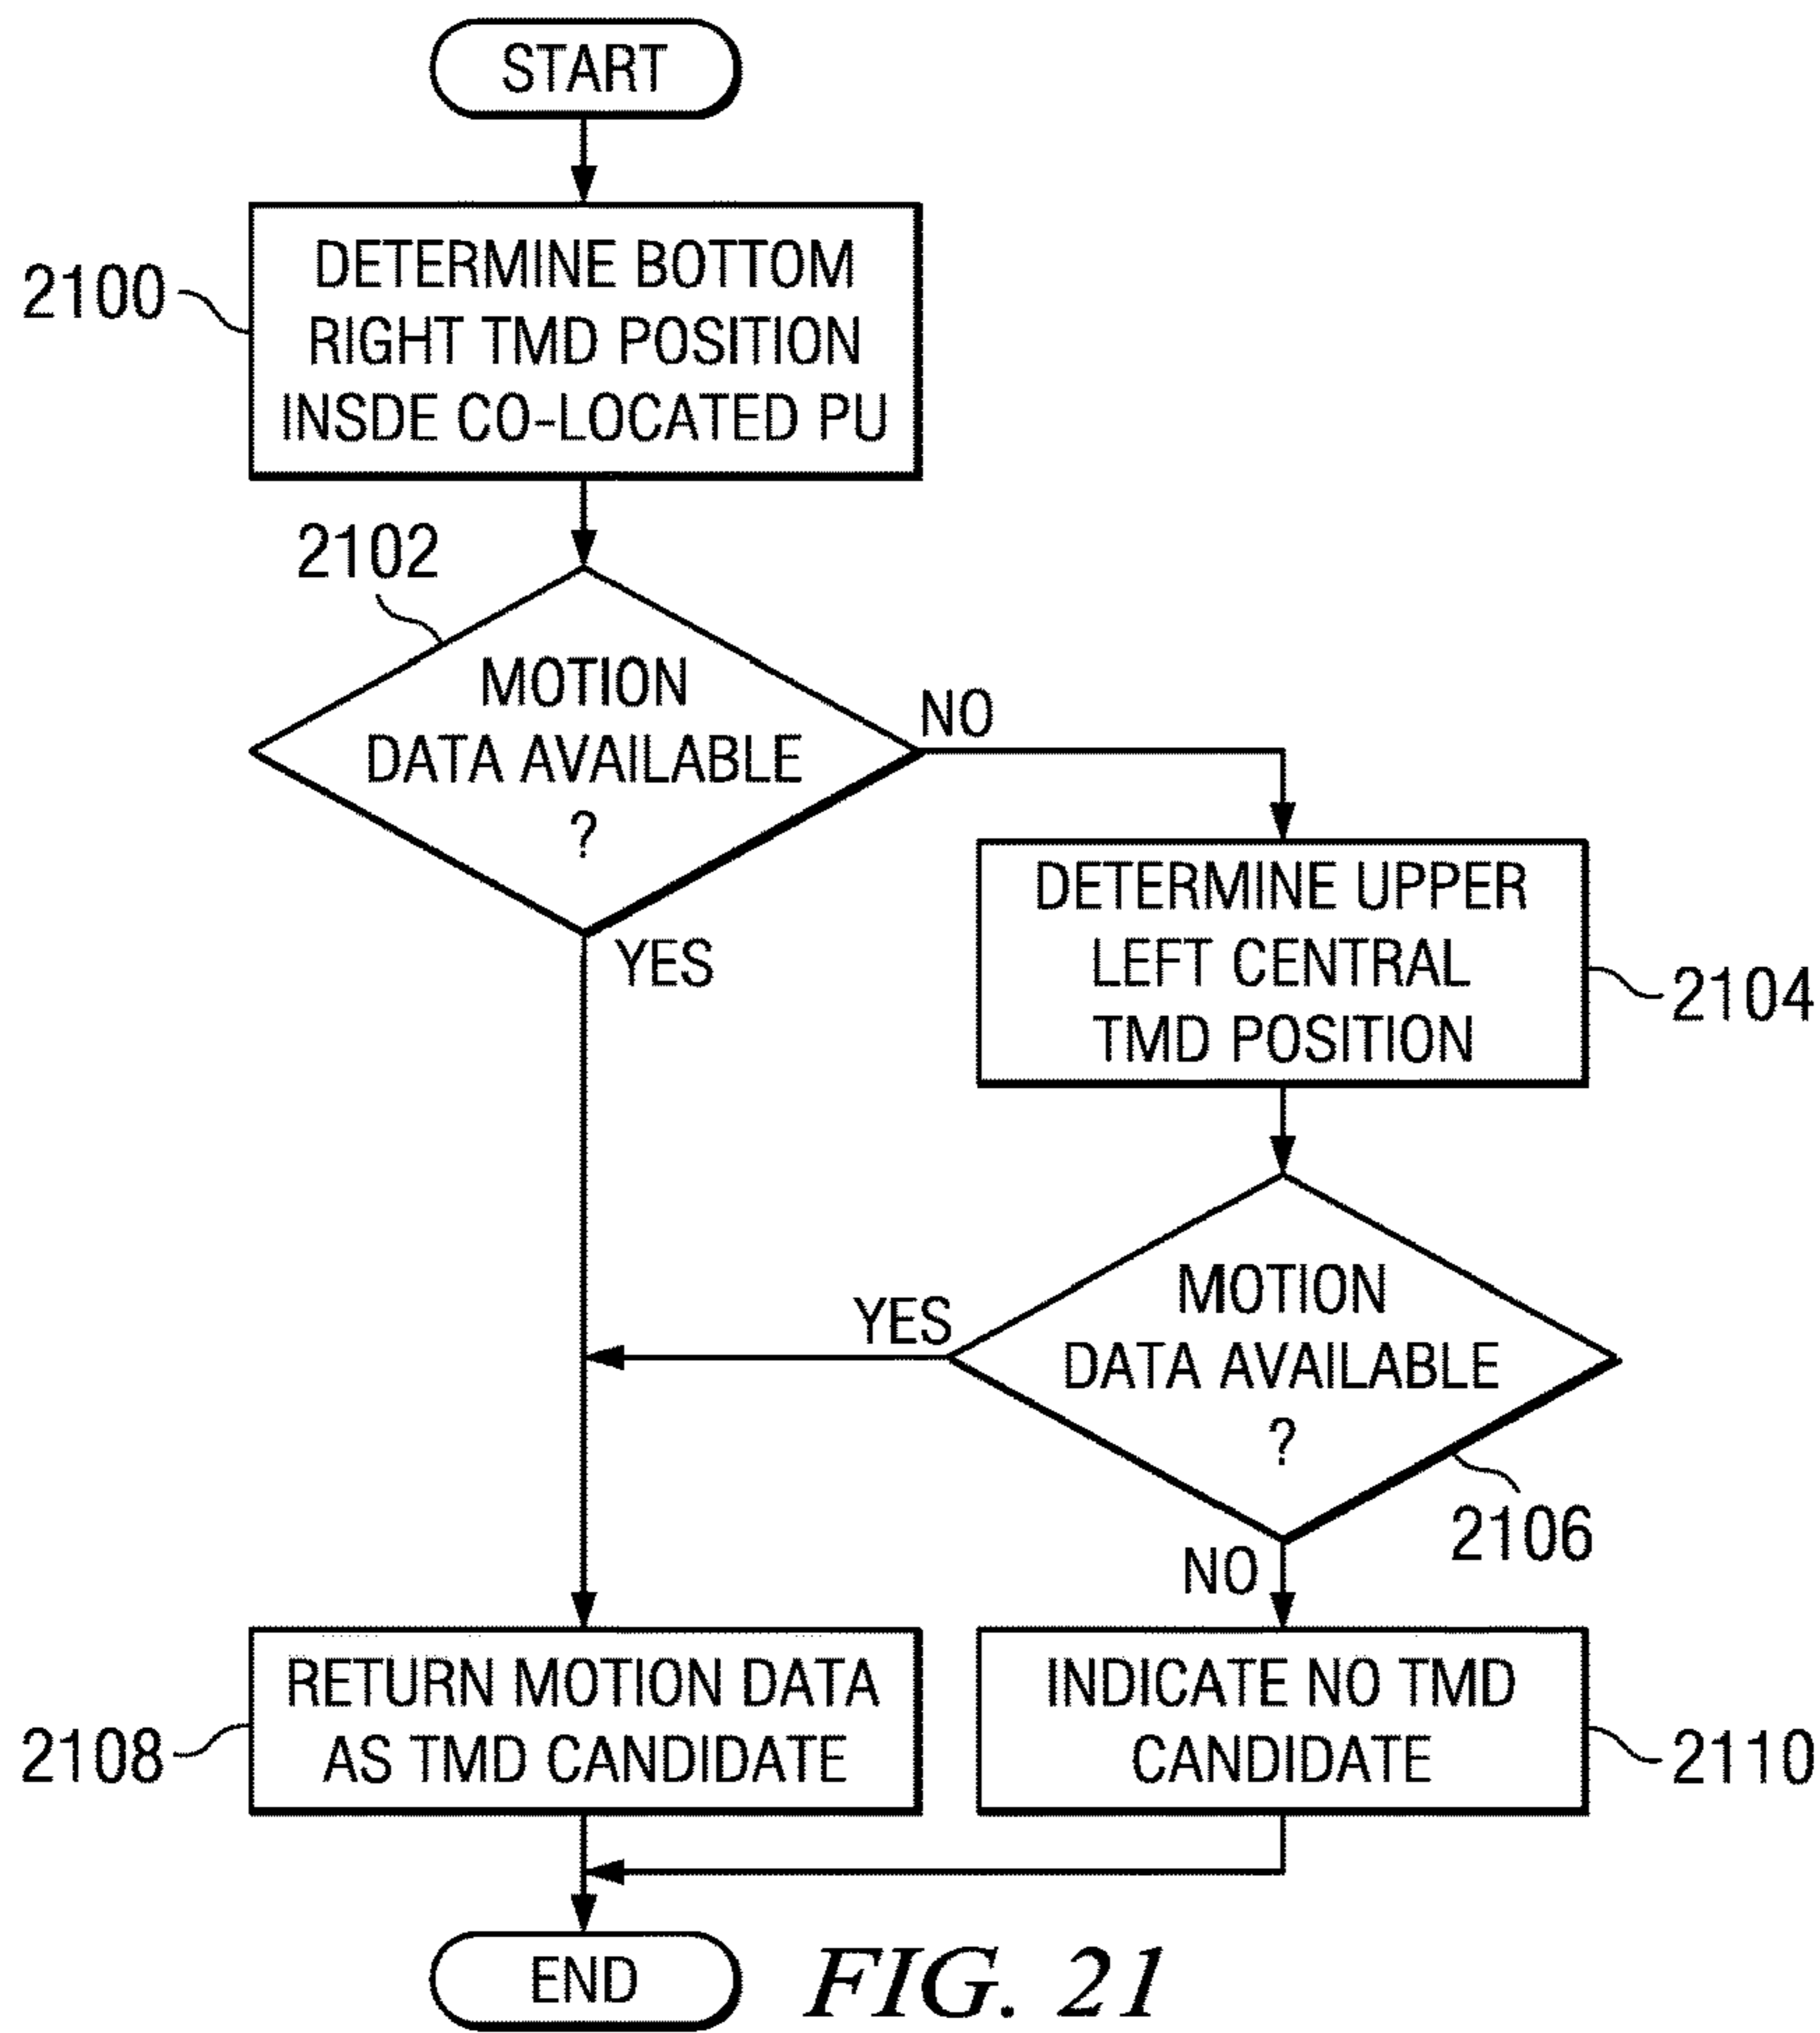 START
2100
DETERMINE BOTTOM
RIGHT TMD POSITION
INSDE CO-LOCATED PU
2102
MOTION
DATA AVAILABLE
?
NO
YES
DETERMINE UPPER
LEFT CENTRAL
TMD POSITION
2104
MOTION
DATA AVAILABLE
?
YES
2106
NO
RETURN MOTION DATA
AS TMD CANDIDATE
2108
INDICATE NO TMD
CANDIDATE
2110
END
FIG. 21